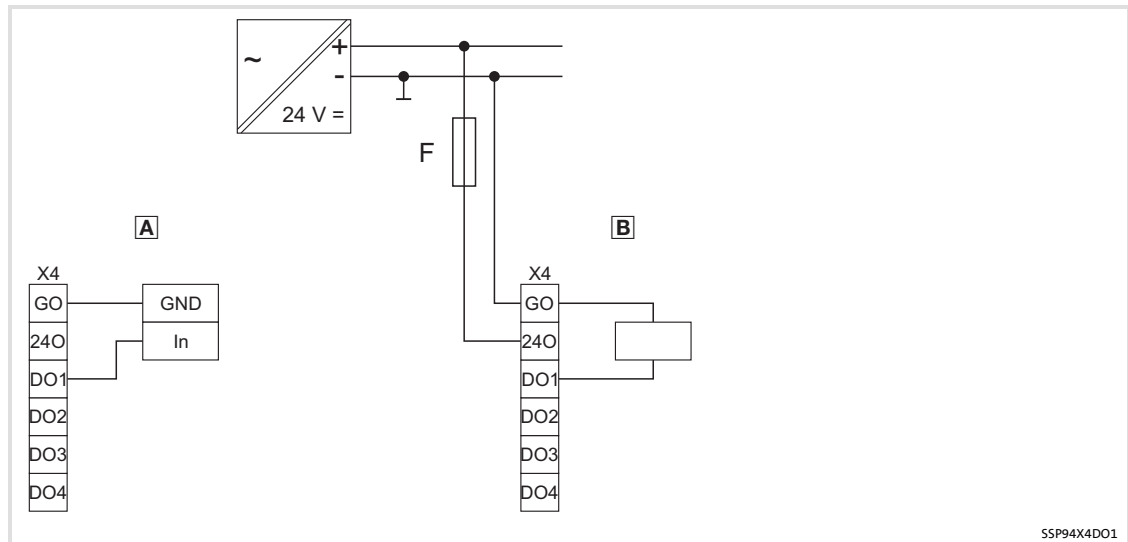 ~
+
-
24 V =
F
A
B
X4
GO
24O
DO1
DO2
DO3
DO4
GND
In
X4
GO
24O
DO1
DO2
DO3
DO4
SSP94X4DO1